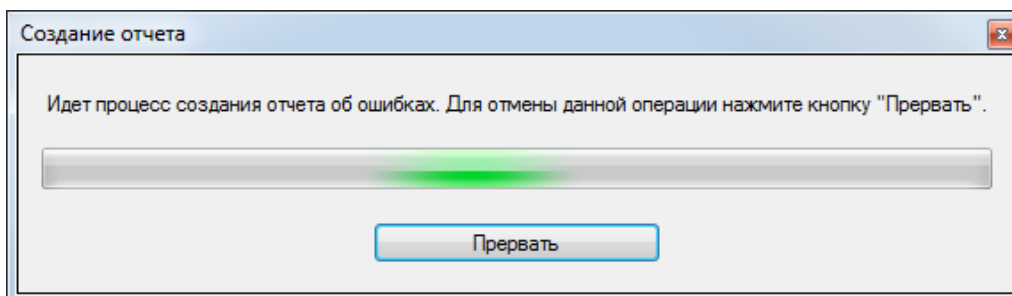 Создание отчета
Идет процесс создания отчета об ошибках. Для отмены данной операции нажмите кнопку "Прервать".
Прервать